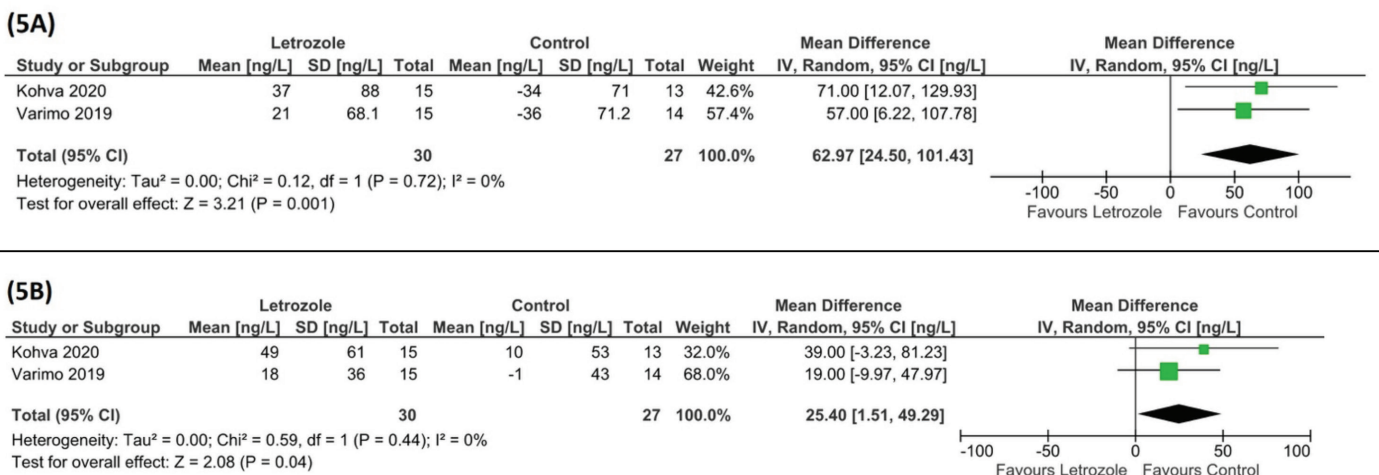 (5A)
Letrozole Control Mean Difference Mean Difference
Study or Subgroup Mean [ng/L] SD [ng/L] Total Mean [ng/L] SD [ng/L] Total Weight IV, Random, 95% CI [ng/L] IV, Random, 95% CI [ng/L]
Kohva 2020 37 88 15 -34 71 13 42.6% 71.00 [12.07, 129.93]
Varimo 2019 21 68.1 15 -36 71.2 14 57.4% 57.00 [6.22, 107.78]
Total (95% CI) 30 27 100.0% 62.97 [24.50, 101.43]
Heterogeneity: Tau² = 0.00; Chi² = 0.12, df = 1 (P = 0.72); I² = 0%
Test for overall effect: Z = 3.21 (P = 0.001)
-100 -50 0 50 100
Favours Letrozole Favours Control
(5B)
Letrozole Control Mean Difference Mean Difference
Study or Subgroup Mean [ng/L] SD [ng/L] Total Mean [ng/L] SD [ng/L] Total Weight IV, Random, 95% CI [ng/L] IV, Random, 95% CI [ng/L]
Kohva 2020 49 61 15 10 53 13 32.0% 39.00 [-3.23, 81.23]
Varimo 2019 18 36 15 -1 43 14 68.0% 19.00 [-9.97, 47.97]
Total (95% CI) 30 27 100.0% 25.40 [1.51, 49.29]
Heterogeneity: Tau² = 0.00; Chi² = 0.59, df = 1 (P = 0.44); I² = 0%
Test for overall effect: Z = 2.08 (P = 0.04)
-100 -50 0 50 100
Favours Letrozole Favours Control